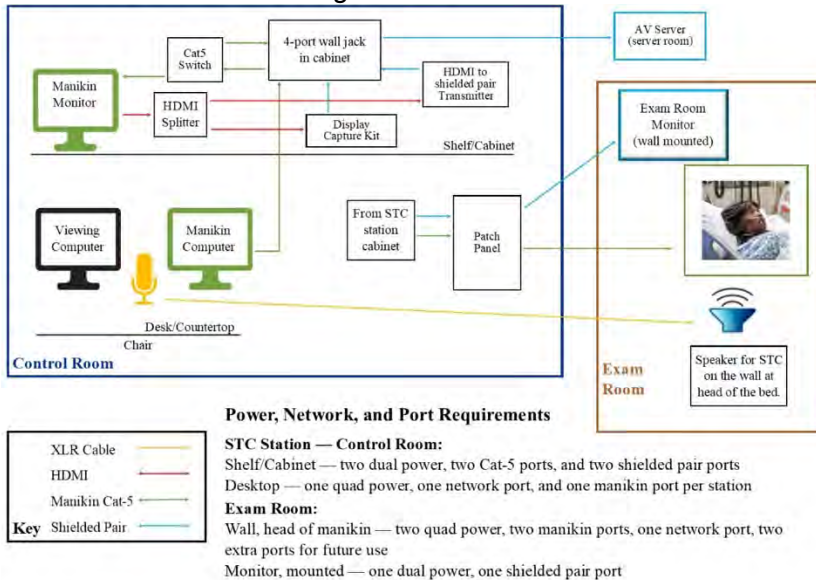 Cat5
Switch
4-port wall jack
in cabinet
AV Server
(server room)
Manikin
Monitor
HDMI
Splitter
HDMI to
shielded pair
Transmitter
Display
Capture Kit
Shelf/Cabinet
Exam Room
Monitor
(wall mounted)
Viewing
Computer
Manikin
Computer
From STC
station
cabinet
Patch
Panel
Desk/Countertop
Chair
Control Room
Speaker for STC
on the wall at
head of the bed.
Exam
Room
Power, Network, and Port Requirements
XLR Cable
HDMI
Manikin Cat-5
Shielded Pair
Key
STC Station — Control Room:
Shelf/Cabinet — two dual power, two Cat-5 ports, and two shielded pair ports
Desktop — one quad power, one network port, and one manikin port per station
Exam Room:
Wall, head of manikin — two quad power, two manikin ports, one network port, two
extra ports for future use
Monitor, mounted — one dual power, one shielded pair port